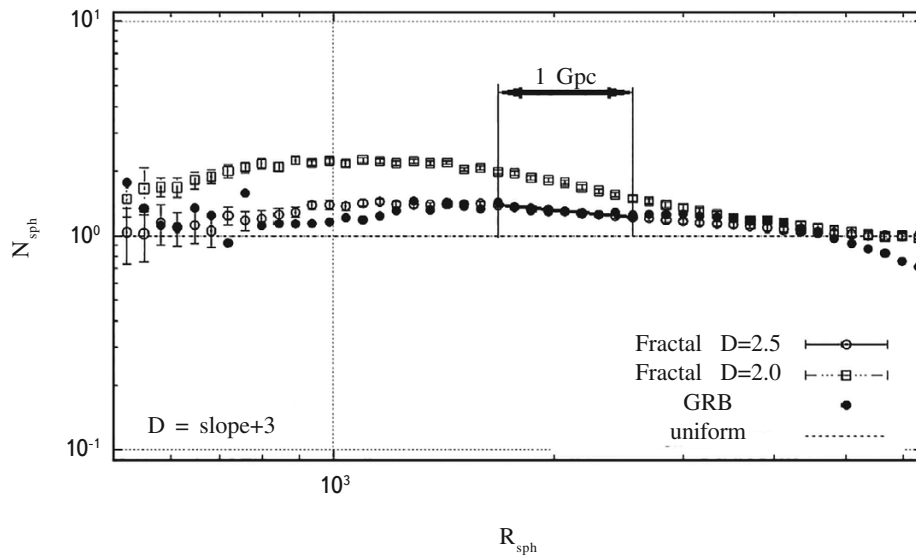 10¹
1 Gpc
N_sph
10⁰
Fractal D=2.5
Fractal D=2.0
GRB
uniform
D = slope+3
10⁻¹
10³
R_sph